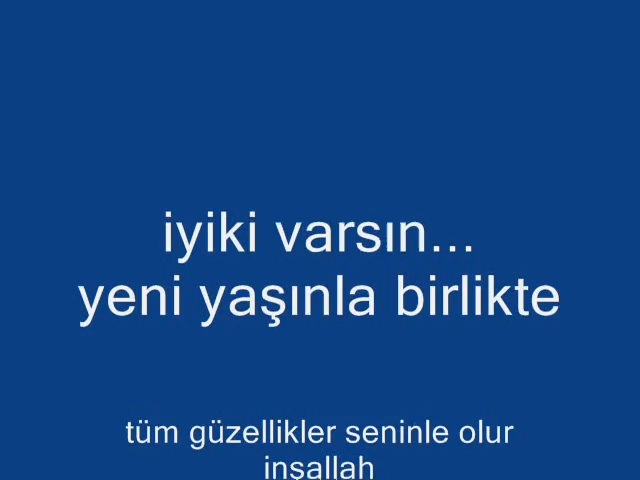 iyiki varsın...
yeni yaşınla birlikte
tüm güzellikler seninle olur
inşallah